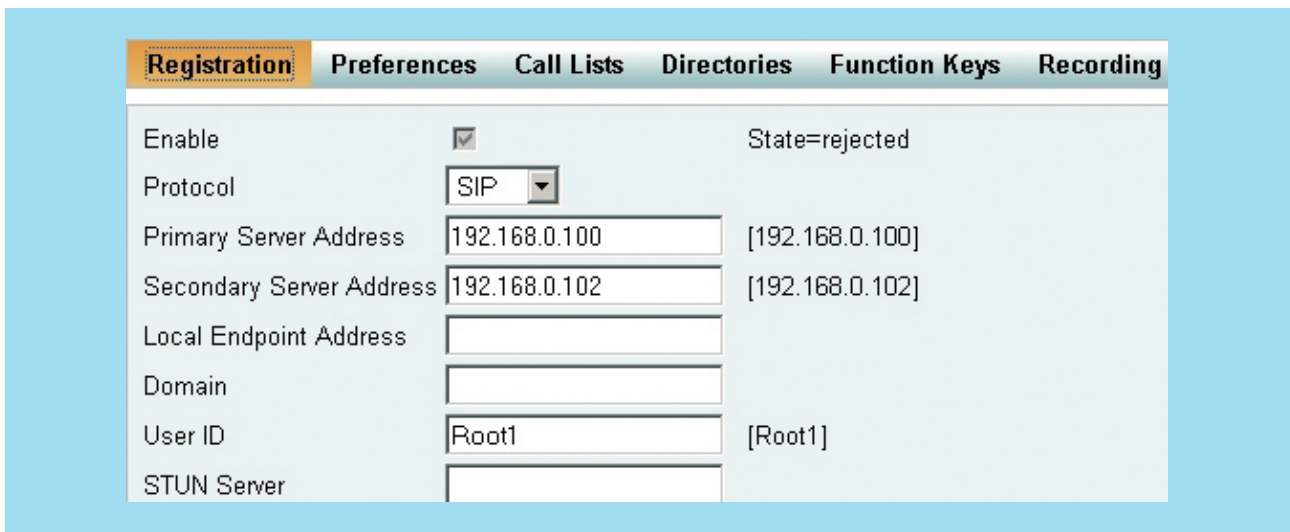 Registration Preferences Call Lists Directories Function Keys Recording
Enable State=rejected
Protocol SIP
Primary Server Address 192.168.0.100 [192.168.0.100]
Secondary Server Address 192.168.0.102 [192.168.0.102]
Local Endpoint Address
Domain
User ID Root1 [Root1]
STUN Server